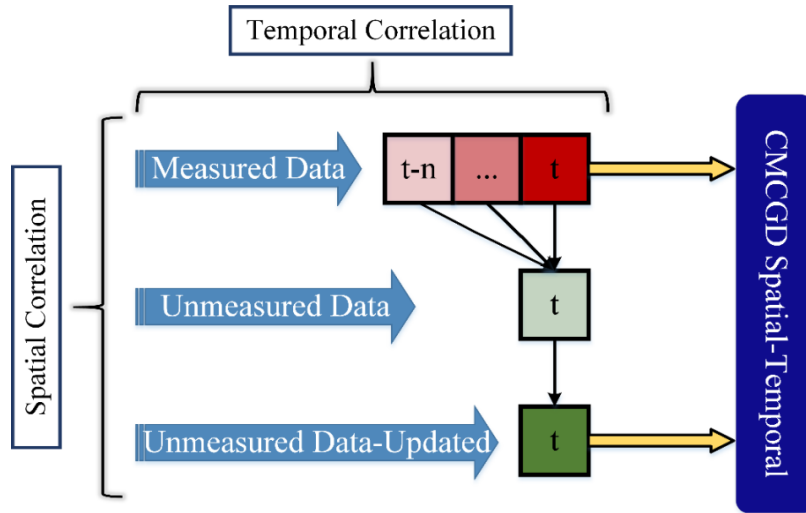 Temporal Correlation
Spatial Correlation
Measured Data
t-n
...
t
Unmeasured Data
t
Unmeasured Data-Updated
t
CMCGD Spatial-Temporal